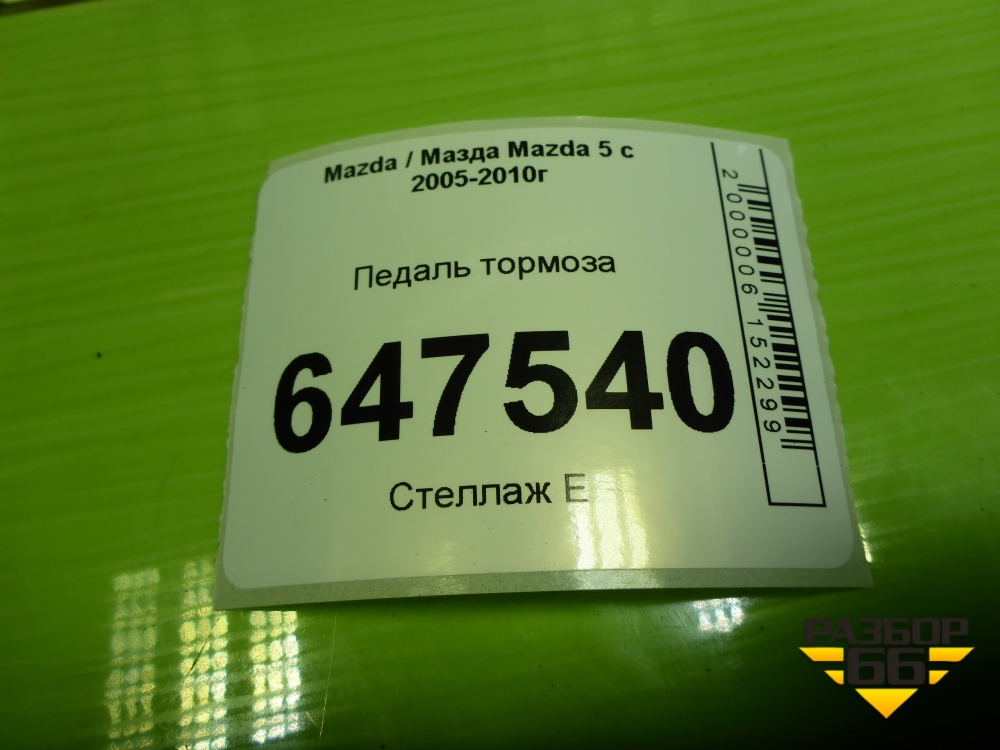 Mazda / Мазда Mazda 5 с
2005-2010г
Педаль тормоза
647540
Стеллаж Е
2000006152299
РАЗБОР
66